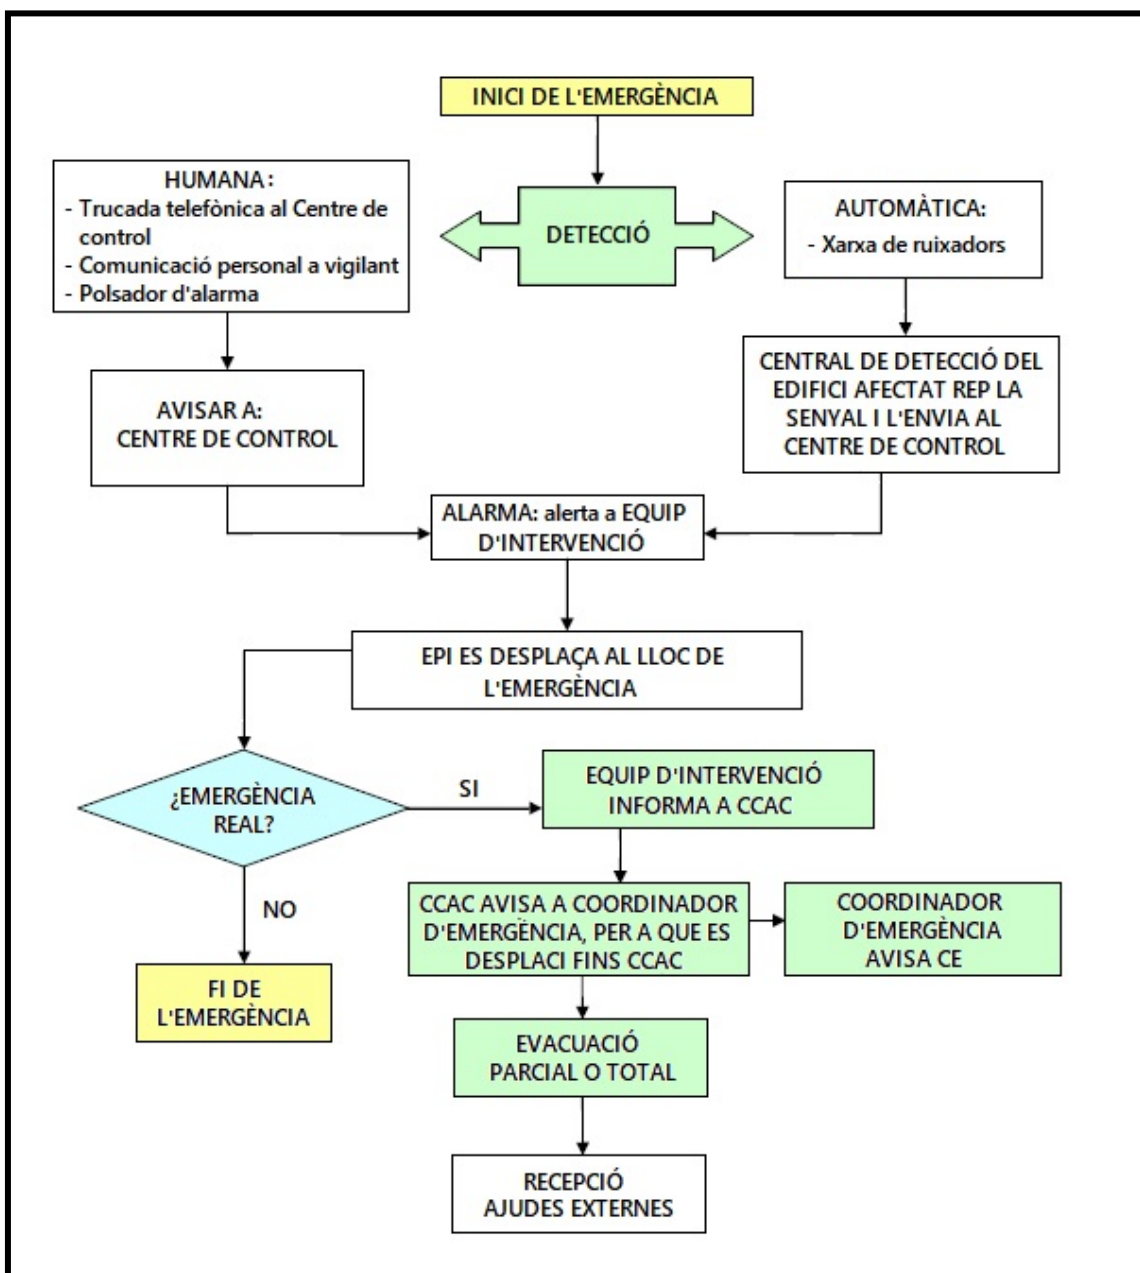 INICI DE L'EMERGÈNCIA
HUMANA:
- Trucada telefònica al Centre de
control
- Comunicació personal a vigilant
- Polsador d'alarma
DETECCIÓ
AUTOMÀTICA:
- Xarxa de ruixadors
AVISAR A:
CENTRE DE CONTROL
CENTRAL DE DETECCIÓ DEL
EDIFICI AFECTAT REP LA
SENYAL I L'ENVIA AL
CENTRE DE CONTROL
ALARMA: alerta a EQUIP
D'INTERVENCIÓ
EPI ES DESPLAÇA AL LLOC DE
L'EMERGÈNCIA
¿EMERGÈNCIA
REAL?
SI
EQUIP D'INTERVENCIÓ
INFORMA A CCAC
NO
CCAC AVISA A COORDINADOR
D'EMERGÈNCIA, PER A QUE ES
DESPLACI FINS CCAC
COORDINADOR
D'EMERGÈNCIA
AVISA CE
FI DE
L'EMERGÈNCIA
EVACUACIÓ
PARCIAL O TOTAL
RECEPCIÓ
AJUDES EXTERNES